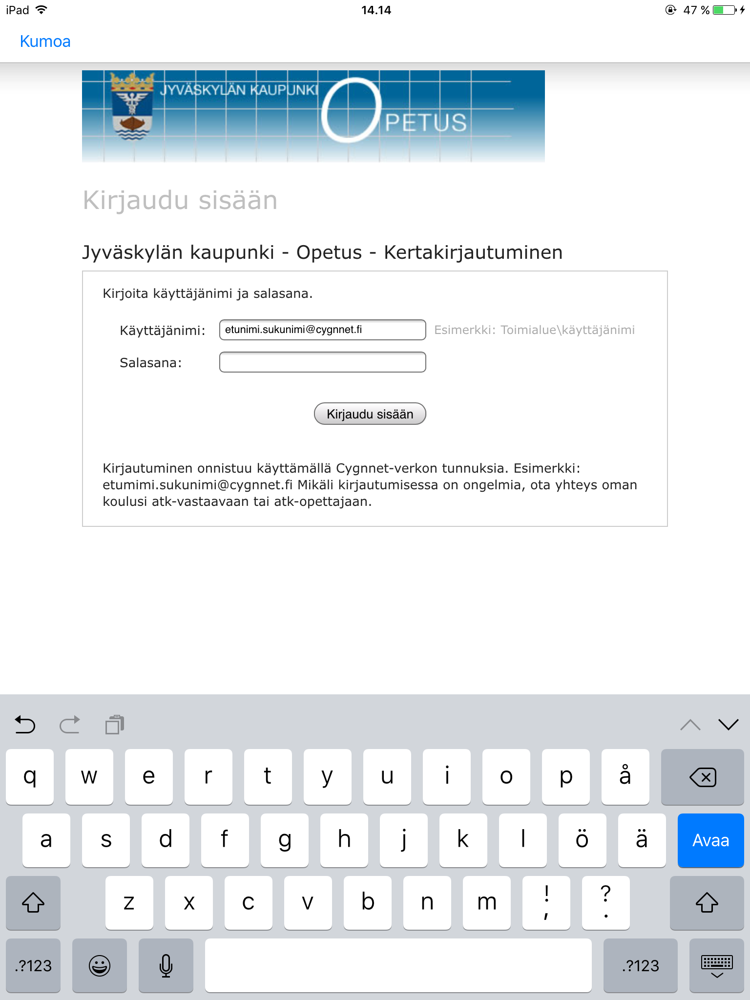 iPad 14.14 47 %
Kumoa
JYVÄSKYLÄN KAUPUNKI
OPETUS
Kirjaudu sisään
Jyväskylän kaupunki - Opetus - Kertakirjautuminen
Kirjoita käyttäjänimi ja salasana.
Käyttäjänimi: etunimi.sukunimi@cygnnet.fi Esimerkki: Toimialue\käyttäjänimi
Salasana:
Kirjaudu sisään
Kirjautuminen onnistuu käyttämällä Cygnnet-verkon tunnuksia. Esimerkki:
etumimi.sukunimi@cygnnet.fi Mikäli kirjautumisessa on ongelmia, ota yhteys oman
koulusi atk-vastaavaan tai atk-opettajaan.
q w e r t y u i o p å
a s d f g h j k l ö ä Avaa
z x c v b n m ! , ? .
.?123 .?123